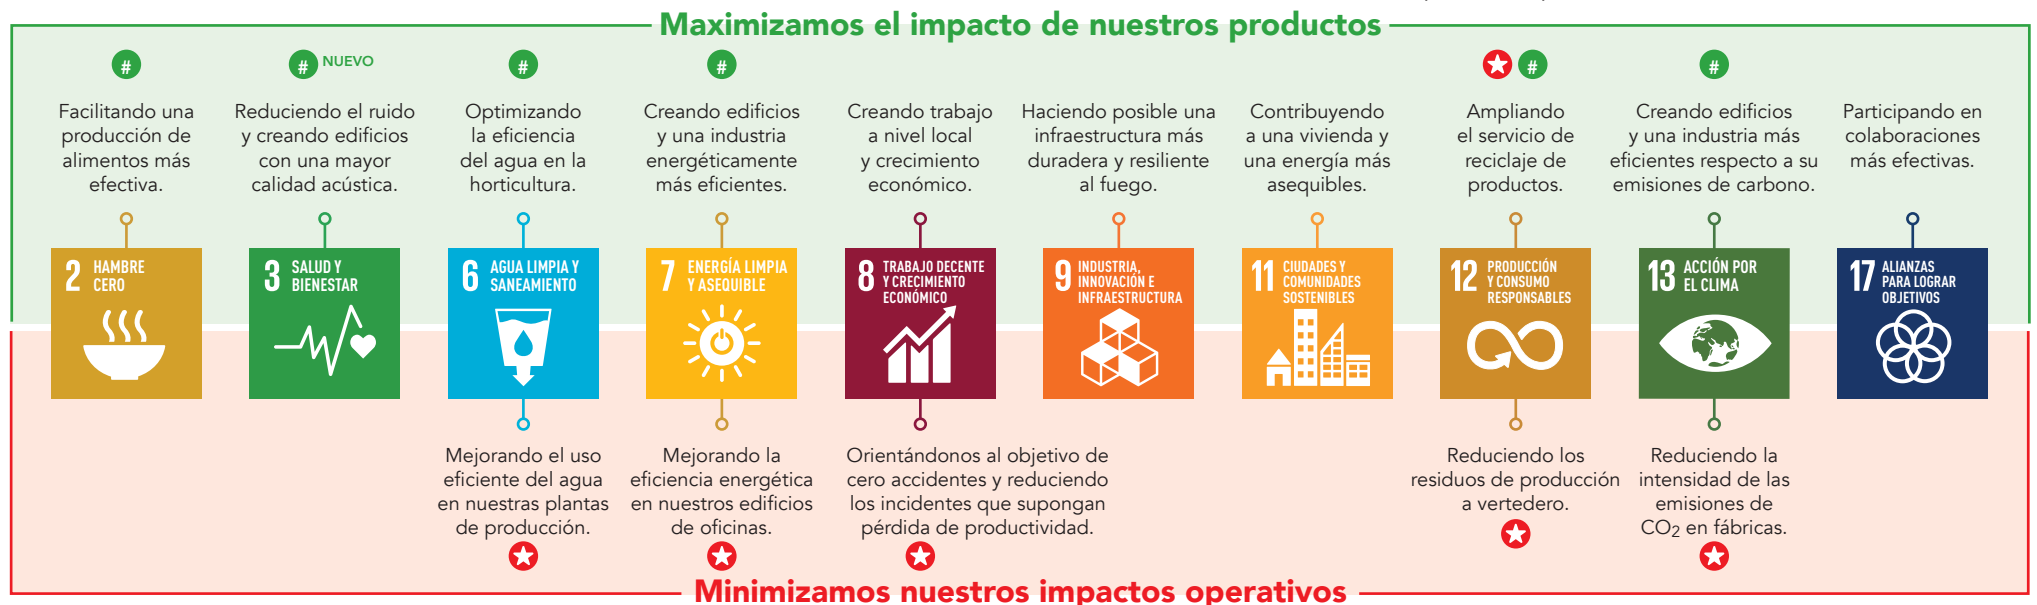 Maximizamos el impacto de nuestros productos
#
# NUEVO
#
#
#
#
Facilitando una
producción de
alimentos más
efectiva.
Reduciendo el ruido
y creando edificios
con una mayor
calidad acústica.
Optimizando
la eficiencia
del agua en la
horticultura.
Creando edificios
y una industria
energéticamente
más eficientes.
Creando trabajo
a nivel local
y crecimiento
económico.
Haciendo posible una
infraestructura más
duradera y resiliente
al fuego.
Contribuyendo
a una vivienda y
una energía más
asequibles.
Ampliando
el servicio de
reciclaje de
productos.
Creando edificios
y una industria más
eficientes respecto a su
emisiones de carbono.
Participando en
colaboraciones
más efectivas.
2 HAMBRE
CERO
3 SALUD Y
BIENESTAR
6 AGUA LIMPIA Y
SANEAMIENTO
7 ENERGÍA LIMPIA
Y ASEQUIBLE
8 TRABAJO DECENTE
Y CRECIMIENTO
ECONÓMICO
9 INDUSTRIA,
INNOVACIÓN E
INFRAESTRUCTURA
11 CIUDADES Y
COMUNIDADES
SOSTENIBLES
12 PRODUCCIÓN
Y CONSUMO
RESPONSABLES
13 ACCIÓN POR
EL CLIMA
17 ALIANZAS
PARA LOGRAR
OBJETIVOS
Mejorando el uso
eficiente del agua
en nuestras plantas
de producción.
Mejorando la
eficiencia energética
en nuestros edificios
de oficinas.
Orientándonos al objetivo de
cero accidentes y reduciendo
los incidentes que supongan
pérdida de productividad.
Reduciendo los
residuos de producción
a vertedero.
Reduciendo la
intensidad de las
emisiones de
CO2 en fábricas.
Minimizamos nuestros impactos operativos